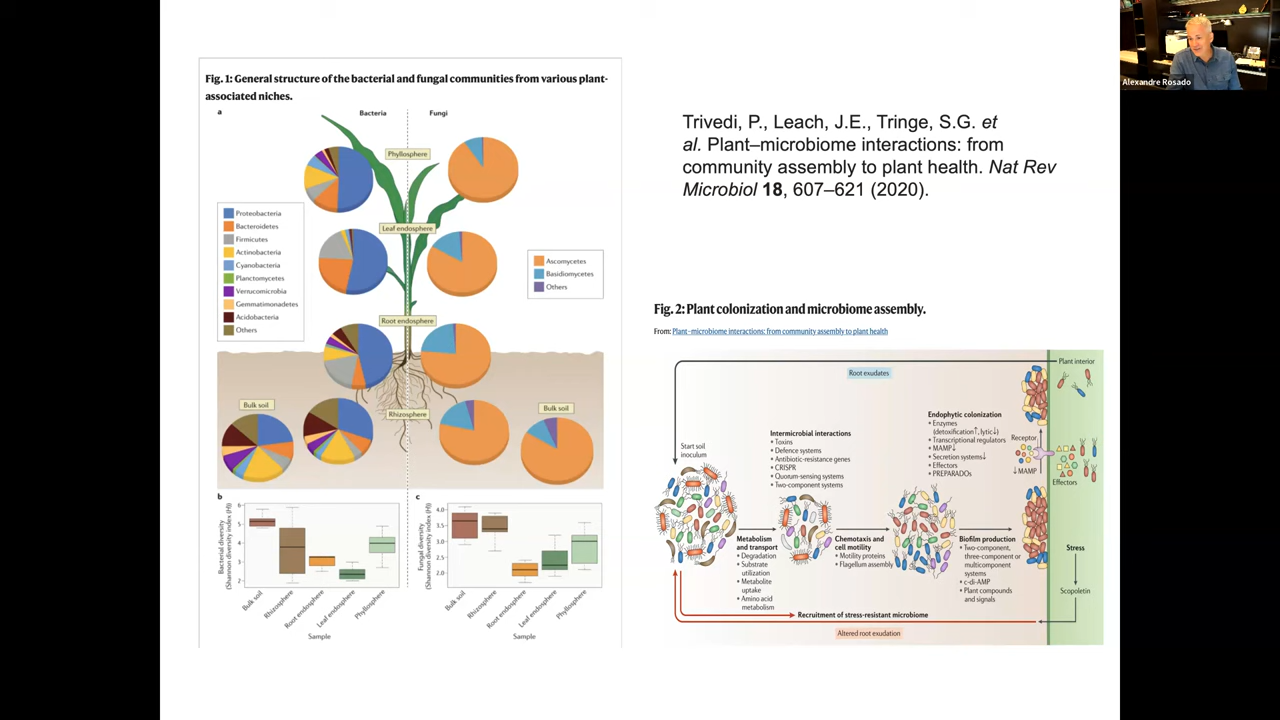 Alexandre Rosado
Fig. 1: General structure of the bacterial and fungal communities from various plant-
associated niches.
a
Bacteria
Fungi
Phyllosphere
Proteobacteria
Bacteroidetes
Firmicutes
Actinobacteria
Cyanobacteria
Planctomycetes
Verrucomicrobia
Gemmatimonadetes
Acidobacteria
Others
Leaf endosphere
Ascomycetes
Basidiomycetes
Others
Root endosphere
Bulk soil
Rhizosphere
Bulk soil
b
Bacterial diversity
(Shannon diversity index (H))
6
5
4
3
2
Bulk soil
Rhizosphere
Root endosphere
Leaf endosphere
Phyllosphere
Sample
c
Fungal diversity
(Shannon diversity index (H))
4.0
3.5
3.0
2.5
2.0
Bulk soil
Rhizosphere
Root endosphere
Leaf endosphere
Phyllosphere
Sample
Trivedi, P., Leach, J.E., Tringe, S.G. et
al. Plant–microbiome interactions: from
community assembly to plant health. Nat Rev
Microbiol 18, 607–621 (2020).
Fig. 2: Plant colonization and microbiome assembly.
From: Plant–microbiome interactions: from community assembly to plant health
Root exudates
Plant interior
Start soil
inoculum
Intermicrobial interactions
• Toxins
• Defence systems
• Antibiotic-resistance genes
• CRISPR
• Quorum-sensing systems
• Two-component systems
Endophytic colonization
• Enzymes
(detoxification↑, lytic↓)
• Transcriptional regulators
• MAMP↓
• Secretion systems↓
• Effectors
• PREPARADOs
Receptor
↓MAMP
Effectors
Metabolism
and transport
• Degradation
• Substrate
utilization
• Metabolite
uptake
• Amino acid
metabolism
Chemotaxis and
cell motility
• Motility proteins
• Flagellum assembly
Biofilm production
• Two-component,
three-component or
multicomponent
systems
• c-di-AMP
• Plant compounds
and signals
Stress
Scopoletin
Recruitment of stress-resistant microbiome
Altered root exudation